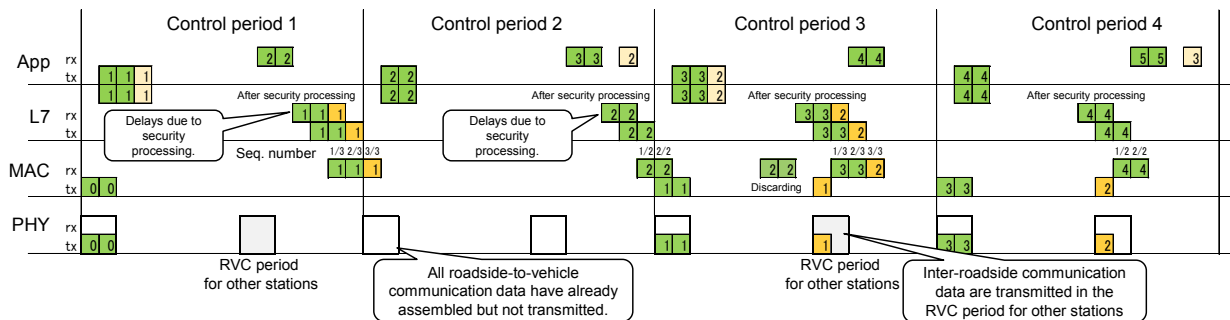 Control period 1 Control period 2 Control period 3 Control period 4
App rx 2 2 3 3 2 4 4 5 5 3
tx 1 1 1 2 2 3 3 2 4 4
L7 1 1 1 2 2 3 3 2 4 4
After security processing After security processing After security processing After security processing
rx 1 1 1 2 2 3 3 2 4 4
tx 1 1 1 2 2 3 3 2 4 4
Delays due to
security
processing.
Delays due to
security
processing.
Seq. number 1/3 2/3 3/3 1/2 2/2 1/3 2/3 3/3 1/2 2/2
MAC rx 1 1 1 2 2 2 2 3 3 2 4 4
Discarding
tx 0 0 1 1 1 3 3 2
PHY rx
tx 0 0 1 1 1 3 3 2
RVC period
for other stations
All roadside-to-vehicle
communication data have already
assembled but not transmitted.
RVC period
for other stations
Inter-roadside communication
data are transmitted in the
RVC period for other stations